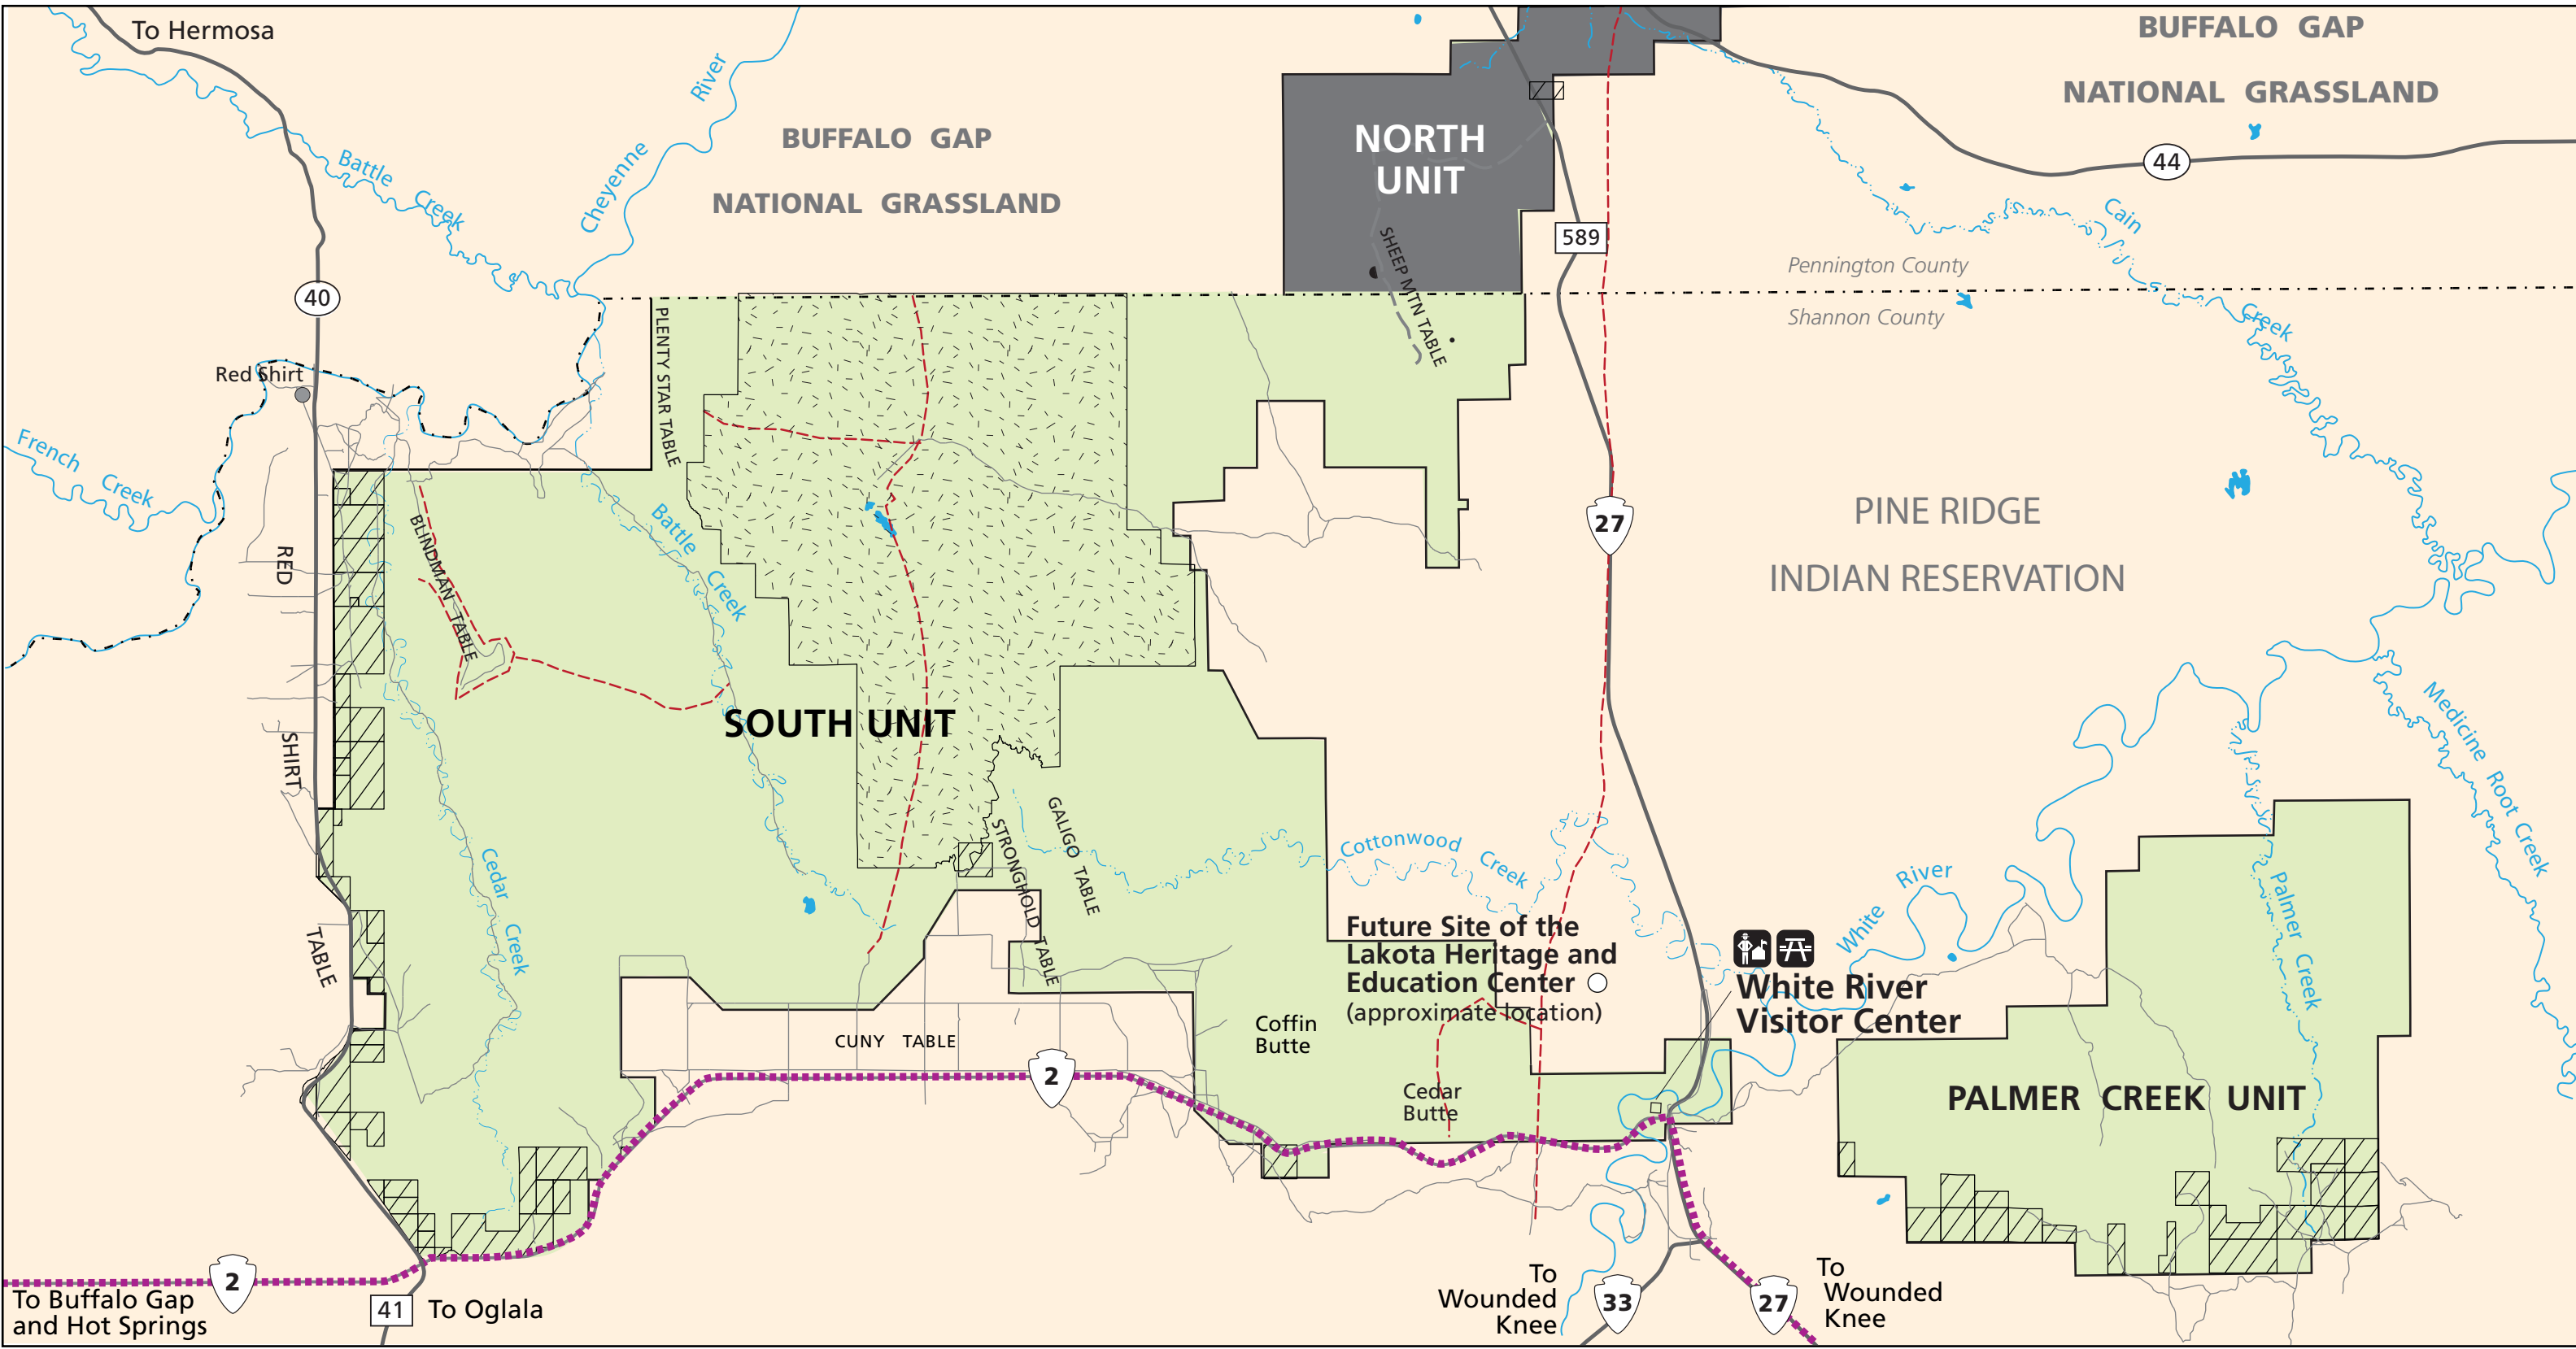 To Hermosa
BUFFALO GAP
NATIONAL GRASSLAND
River
Cheyenne
BUFFALO GAP
NATIONAL GRASSLAND
NORTH
UNIT
Battle
Creek
44
589
Cain
Creek
SHEEP MTN TABLE
Pennington County
Shannon County
40
PLENTY STAR TABLE
Red Shirt
French
Creek
27
PINE RIDGE
INDIAN RESERVATION
Battle
Creek
BLINDMAN TABLE
RED
SHIRT
TABLE
SOUTH UNIT
Medicine Root Creek
GALIGO TABLE
STRONGHOLD TABLE
Cottonwood
Creek
Cedar
Creek
River
White
Palmer
Creek
Future Site of the
Lakota Heritage and
Education Center
(approximate location)
White River
Visitor Center
Coffin
Butte
CUNY TABLE
2
Cedar
Butte
PALMER CREEK UNIT
2
To Buffalo Gap
and Hot Springs
41
To Oglala
To
Wounded
Knee
33
27
To
Wounded
Knee